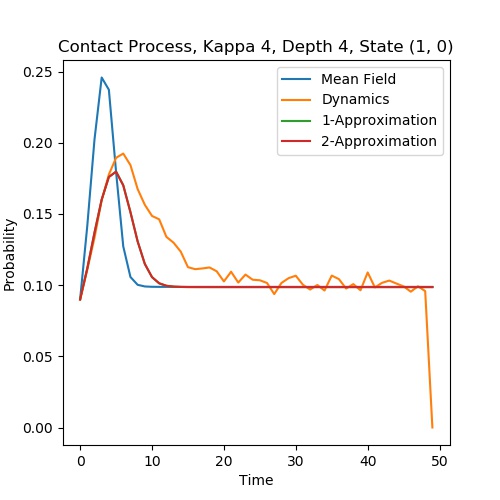 Contact Process, Kappa 4, Depth 4, State (1, 0)
Mean Field
Dynamics
1-Approximation
2-Approximation
Probability
0.25
0.20
0.15
0.10
0.05
0.00
0 10 20 30 40 50
Time